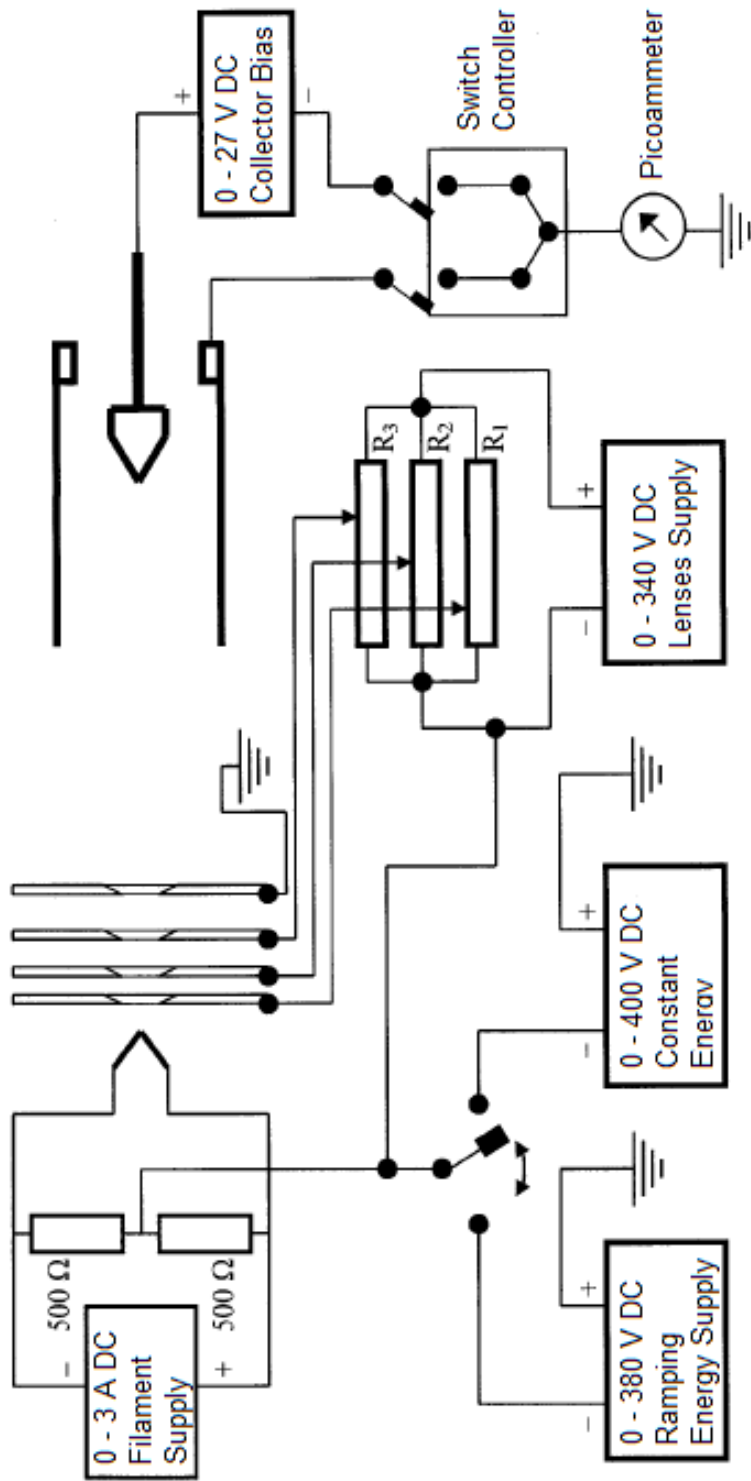 0 - 3 A DC
Filament
Supply
−
+
500 Ω
500 Ω
0 - 380 V DC
Ramping
Energy Supply
−
+
0 - 400 V DC
Constant
Energy
−
+
0 - 340 V DC
Lenses Supply
−
+
R3
R2
R1
0 - 27 V DC
Collector Bias
+
−
Switch
Controller
Picoammeter